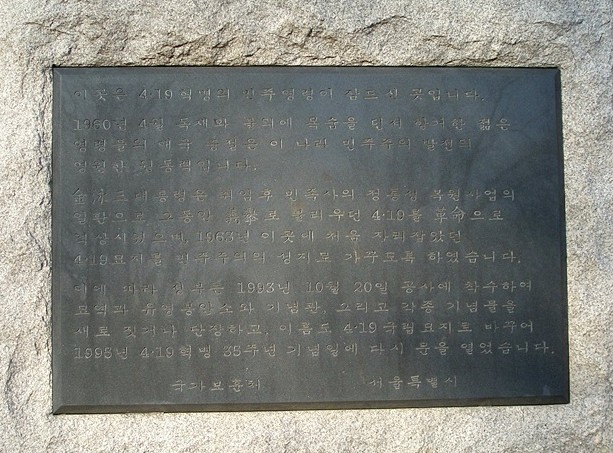 이 곳은 4·19혁명의 민주영령이 잠드신 곳입니다.
1960년 4월 독재와 불의에 목숨을 던져 항거한 젊은
영령들의 애국 충정은 이 나라 민주주의 발전의
영원한 원동력입니다.
金泳三대통령은 취임후 민족사의 정통성 복원사업의
일환으로 그동안 義擧로 불리우던 4·19를 革命으로
격상시켰으며, 1963년 이곳에 처음 자리잡았던
4·19묘지를 민주주의의 성지로 가꾸도록 하였습니다.
이에 따라 정부는 1993년 10월 20일 공사에 착수하여
묘역과 유영봉안소와 기념관, 그리고 각종 기념물을
새로 짓거나 단장하고, 이름도 4·19국립묘지로 바꾸어
1995년 4·19혁명 35주년 기념일에 다시 문을 열었습니다.
국가보훈처 서울특별시